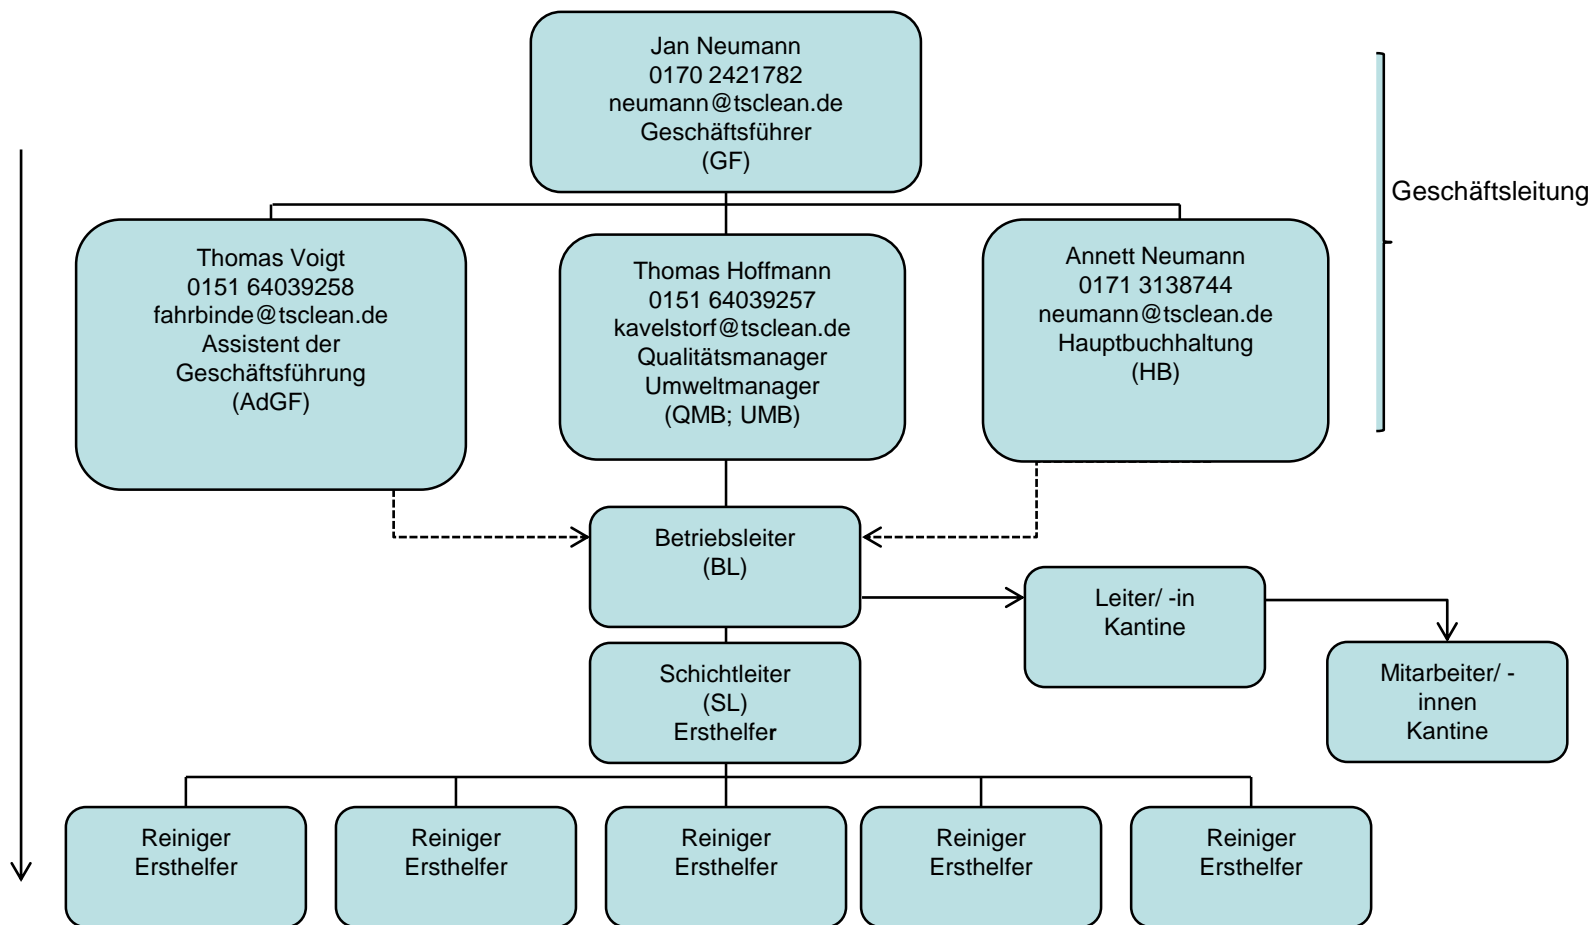 Jan Neumann
0170 2421782
neumann@tsclean.de
Geschäftsführer
(GF)
Geschäftsleitung
Thomas Voigt
0151 64039258
fahrbinde@tsclean.de
Assistent der
Geschäftsführung
(AdGF)
Thomas Hoffmann
0151 64039257
kavelstorf@tsclean.de
Qualitätsmanager
Umweltmanager
(QMB; UMB)
Annett Neumann
0171 3138744
neumann@tsclean.de
Hauptbuchhaltung
(HB)
Betriebsleiter
(BL)
Leiter/ -in
Kantine
Mitarbeiter/ -
innen
Kantine
Schichtleiter
(SL)
Ersthelfer
Reiniger
Ersthelfer
Reiniger
Ersthelfer
Reiniger
Ersthelfer
Reiniger
Ersthelfer
Reiniger
Ersthelfer